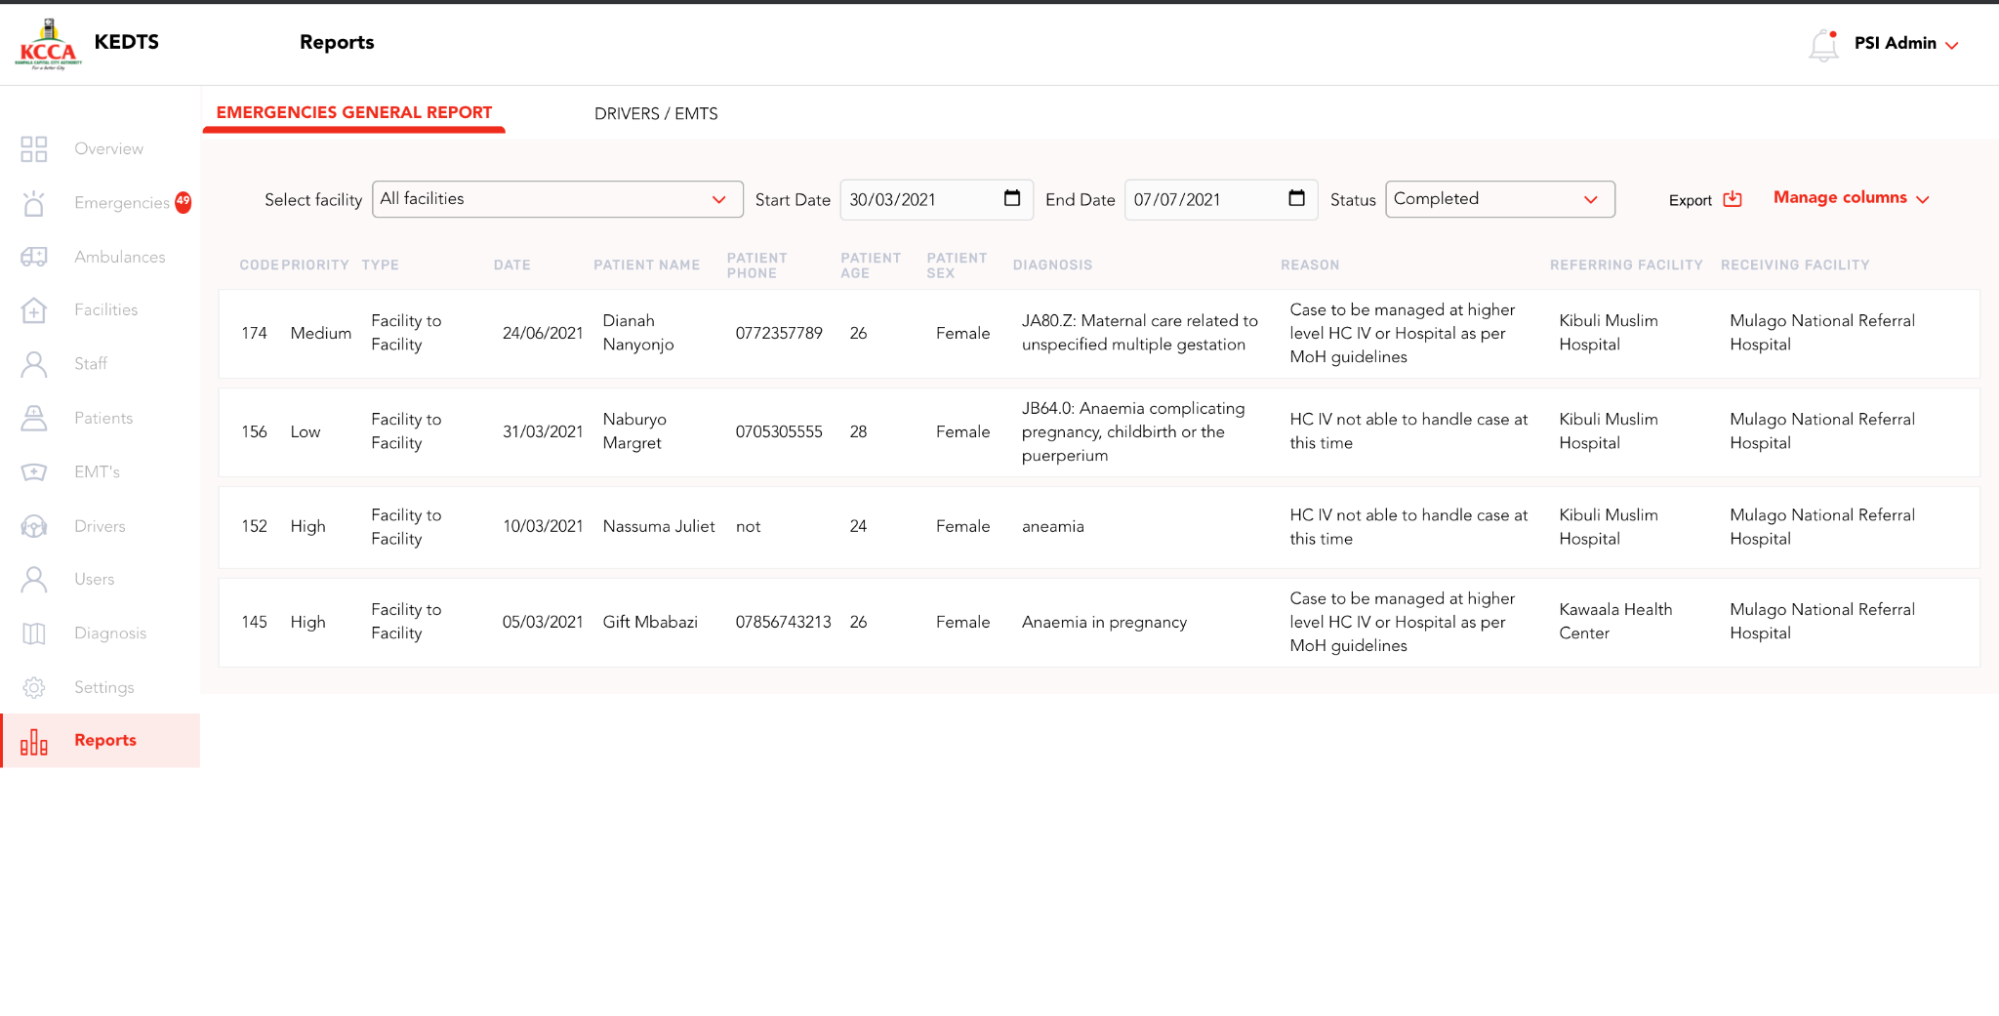 KCCA
KAMPALA CAPITAL CITY AUTHORITY
For a better City
KEDTS
Reports
PSI Admin
Overview
Emergencies 49
Ambulances
Facilities
Staff
Patients
EMT's
Drivers
Users
Diagnosis
Settings
Reports
EMERGENCIES GENERAL REPORT DRIVERS / EMTS
Select facility All facilities Start Date 30/03/2021 End Date 07/07/2021 Status Completed Export Manage columns
CODE PRIORITY TYPE DATE PATIENT NAME PATIENT PHONE PATIENT AGE PATIENT SEX DIAGNOSIS REASON REFERRING FACILITY RECEIVING FACILITY
174 Medium Facility to Facility 24/06/2021 Dianah Nanyonjo 0772357789 26 Female JA80.Z: Maternal care related to unspecified multiple gestation Case to be managed at higher level HC IV or Hospital as per MoH guidelines Kibuli Muslim Hospital Mulago National Referral Hospital
156 Low Facility to Facility 31/03/2021 Naburyo Margret 0705305555 28 Female JB64.0: Anaemia complicating pregnancy, childbirth or the puerperium HC IV not able to handle case at this time Kibuli Muslim Hospital Mulago National Referral Hospital
152 High Facility to Facility 10/03/2021 Nassuma Juliet not 24 Female aneamia HC IV not able to handle case at this time Kibuli Muslim Hospital Mulago National Referral Hospital
145 High Facility to Facility 05/03/2021 Gift Mbabazi 07856743213 26 Female Anaemia in pregnancy Case to be managed at higher level HC IV or Hospital as per MoH guidelines Kawaala Health Center Mulago National Referral Hospital